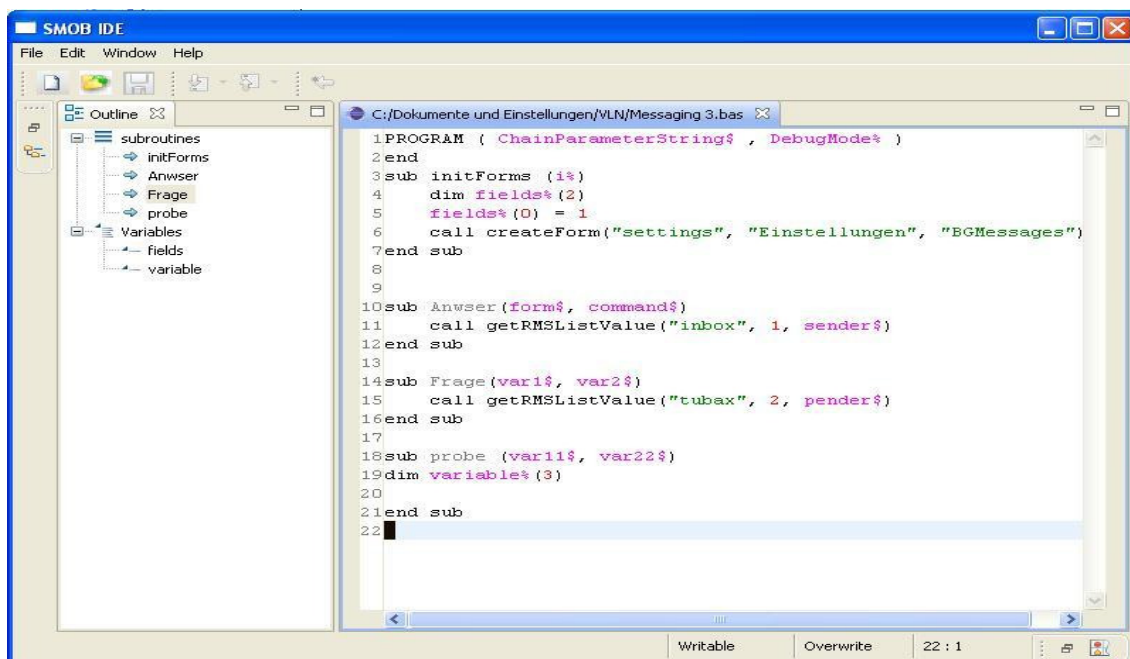 SMOB IDE
File Edit Window Help
Outline
subroutines
initForms
Anwser
Frage
probe
Variables
fields
variable
C:/Dokumente und Einstellungen/VLN/Messaging 3.bas
1PROGRAM ( ChainParameterString$ , DebugMode% )
2end
3sub initForms (i%)
4    dim fields%(2)
5    fields%(0) = 1
6    call createForm("settings", "Einstellungen", "BGMessages")
7end sub
8
9
10sub Anwser(form$, command$)
11    call getRMSListValue("inbox", 1, sender$)
12end sub
13
14sub Frage(var1$, var2$)
15    call getRMSListValue("tubax", 2, pender$)
16end sub
17
18sub probe (var11$, var22$)
19dim variable%(3)
20
21end sub
22
Writable Overwrite 22 : 1